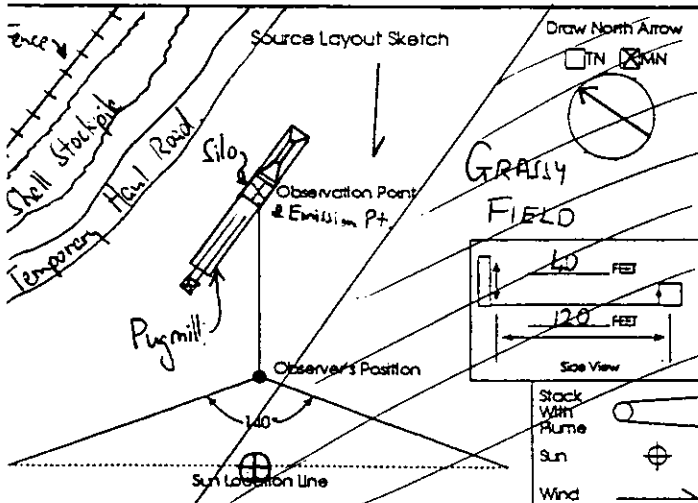 Fence
Source Layout Sketch
Draw North Arrow
TN MN
Shell Stockpile
Temporary Haul Road
Silo
Observation Point
& Emission Pt.
GRASSY
FIELD
40 FEET
120 FEET
Side View
Pugmill
Observer's Position
140°
Sun Location Line
Stack
With
Plume
Sun
Wind